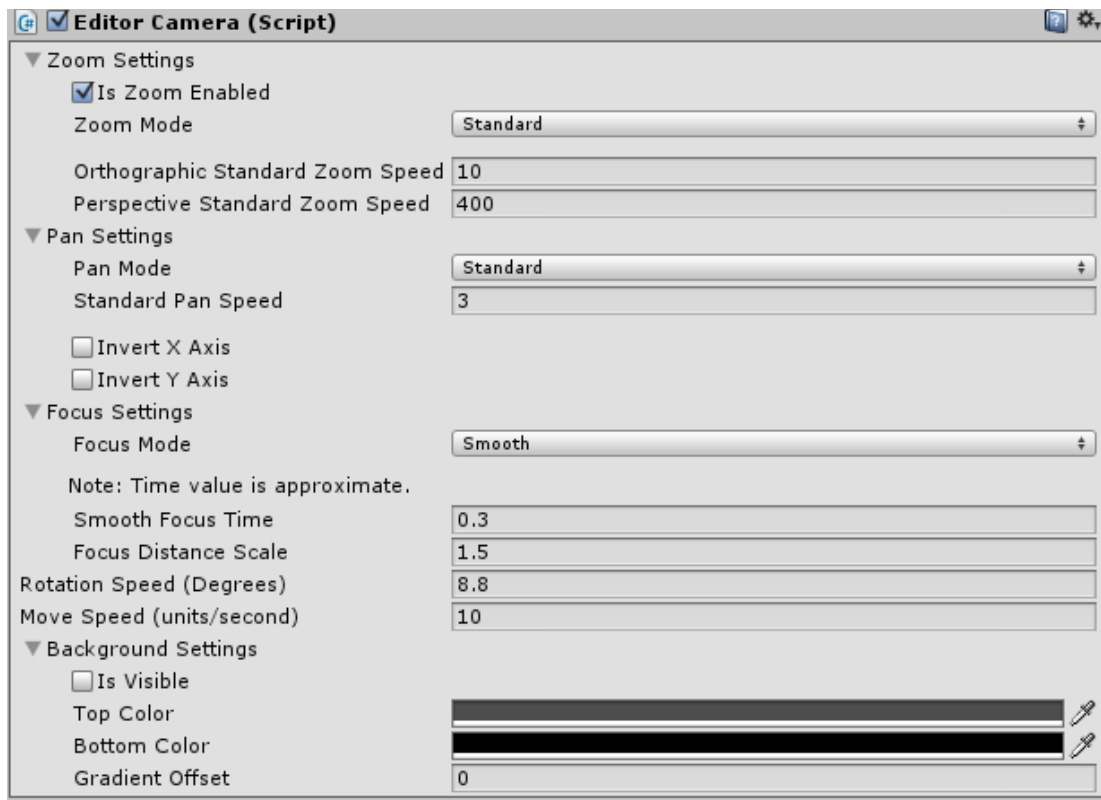 Editor Camera (Script)
Zoom Settings
Is Zoom Enabled
Zoom Mode Standard
Orthographic Standard Zoom Speed 10
Perspective Standard Zoom Speed 400
Pan Settings
Pan Mode Standard
Standard Pan Speed 3
Invert X Axis
Invert Y Axis
Focus Settings
Focus Mode Smooth
Note: Time value is approximate.
Smooth Focus Time 0.3
Focus Distance Scale 1.5
Rotation Speed (Degrees) 8.8
Move Speed (units/second) 10
Background Settings
Is Visible
Top Color
Bottom Color
Gradient Offset 0